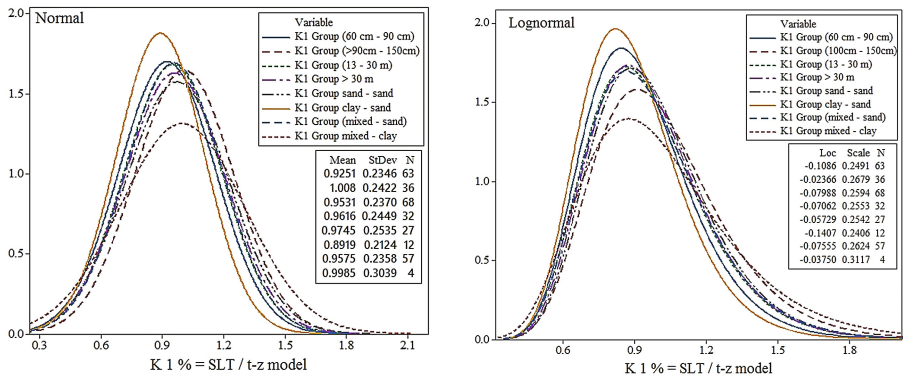 Normal
Variable
K1 Group (60 cm - 90 cm)
K1 Group (>90cm - 150cm)
K1 Group (13 - 30 m)
K1 Group > 30 m
K1 Group sand - sand
K1 Group clay - sand
K1 Group (mixed - sand)
K1 Group mixed - clay
Mean StDev N
0.9251 0.2346 63
1.008 0.2422 36
0.9531 0.2370 68
0.9616 0.2449 32
0.9745 0.2535 27
0.8919 0.2124 12
0.9575 0.2358 57
0.9985 0.3039 4
2.0
1.5
1.0
0.5
0.0
0.3 0.6 0.9 1.2 1.5 1.8 2.1
K 1 % = SLT / t-z model
Lognormal
Variable
K1 Group (60 cm - 90 cm)
K1 Group (100cm - 150cm)
K1 Group (13 - 30 m)
K1 Group > 30 m
K1 Group sand - sand
K1 Group clay - sand
K1 Group (mixed - sand)
K1 Group mixed - clay
Loc Scale N
-0.1086 0.2491 63
-0.02366 0.2679 36
-0.07988 0.2594 68
-0.07062 0.2553 32
-0.05729 0.2542 27
-0.1407 0.2406 12
-0.07555 0.2624 57
-0.03750 0.3117 4
2.0
1.5
1.0
0.5
0.0
0.6 0.9 1.2 1.5 1.8
K 1 % = SLT / t-z model